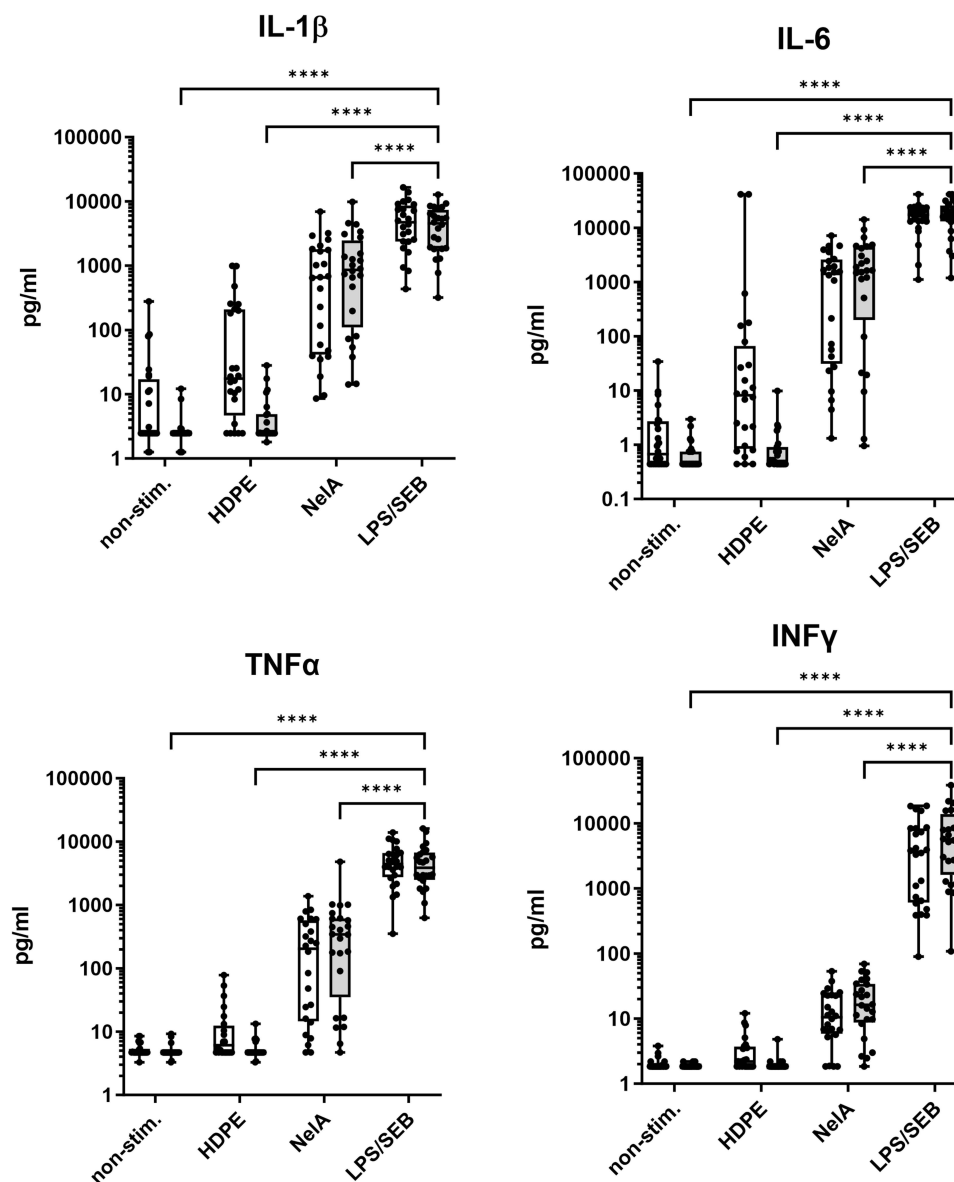 IL-1β
****
****
****
100000
10000
1000
100
10
1
pg/ml
non-stim.
HDPE
NelA
LPS/SEB
IL-6
****
****
****
100000
10000
1000
100
10
1
0.1
pg/ml
non-stim.
HDPE
NelA
LPS/SEB
TNFα
****
****
****
100000
10000
1000
100
10
1
pg/ml
non-stim.
HDPE
NelA
LPS/SEB
INFγ
****
****
****
100000
10000
1000
100
10
1
pg/ml
non-stim.
HDPE
NelA
LPS/SEB